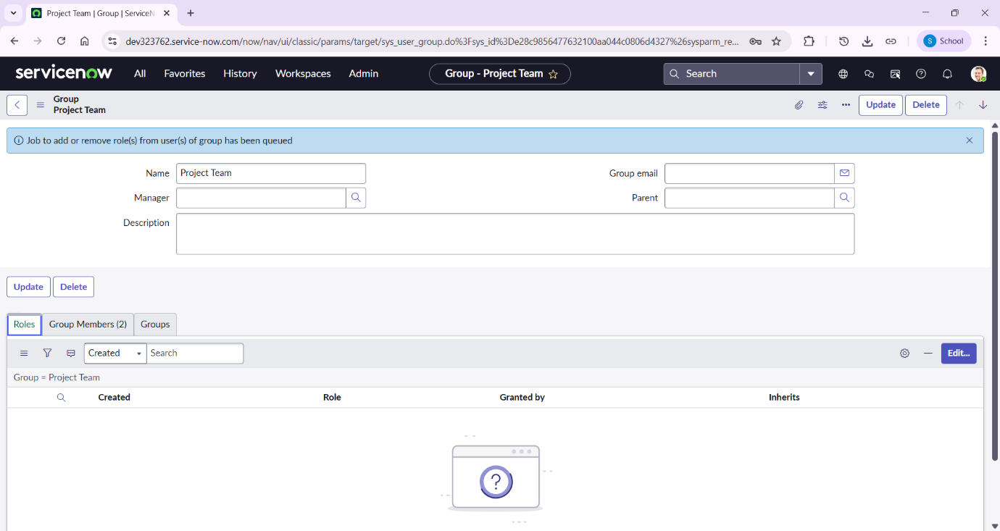 Project Team | Group | ServiceN
dev323762.service-now.com/now/nav/ui/classic/params/target/sys_user_group.do%3Fsys_id%3De28c9856477632100aa044c0806d4327%26sysparm_re...
S School
servicenow All Favorites History Workspaces Admin Group - Project Team Search
Group
Project Team
Update Delete
Job to add or remove role(s) from user(s) of group has been queued
Name Project Team Group email
Manager Parent
Description
Update Delete
Roles Group Members (2) Groups
Created Search Edit...
Group = Project Team
Created Role Granted by Inherits
?